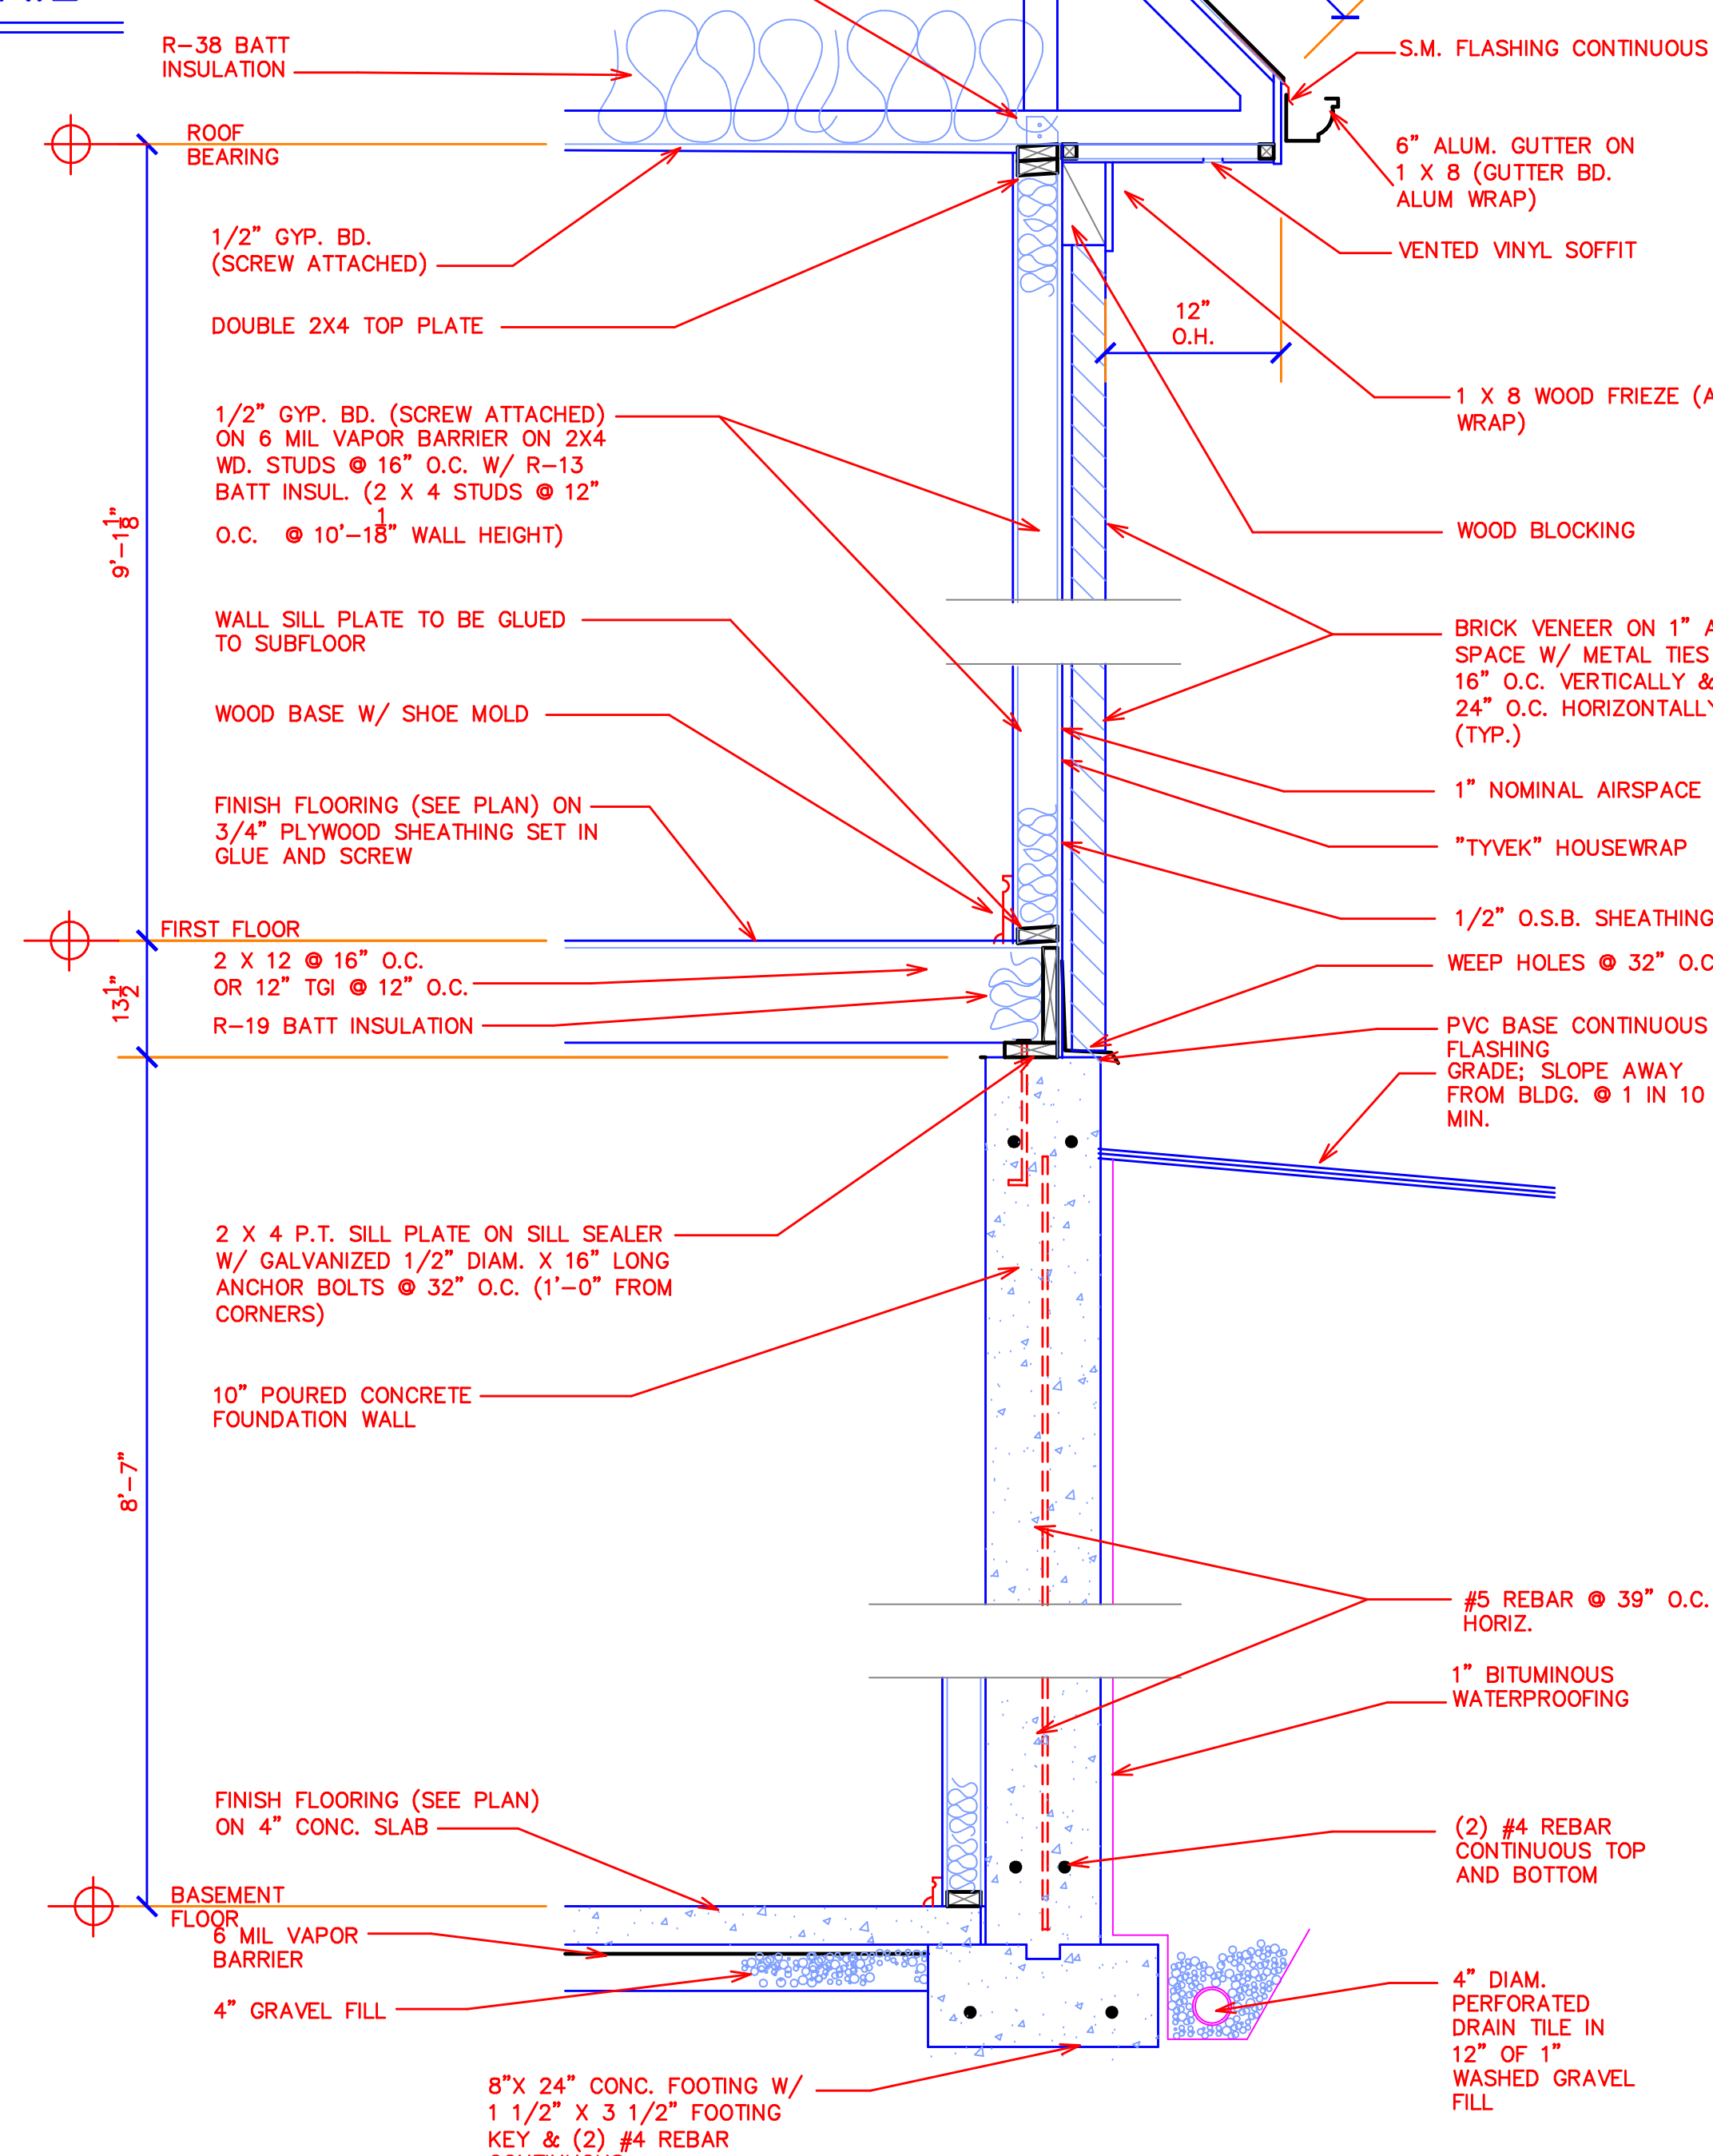 R-38 BATT
INSULATION
ROOF
BEARING
1/2" GYP. BD.
(SCREW ATTACHED)
DOUBLE 2X4 TOP PLATE
1/2" GYP. BD. (SCREW ATTACHED)
ON 6 MIL VAPOR BARRIER ON 2X4
WD. STUDS @ 16" O.C. W/ R-13
BATT INSUL. (2 X 4 STUDS @ 12"
O.C. @ 10'-1 1/8" WALL HEIGHT)
9'-1 1/8"
WALL SILL PLATE TO BE GLUED
TO SUBFLOOR
WOOD BASE W/ SHOE MOLD
FINISH FLOORING (SEE PLAN) ON
3/4" PLYWOOD SHEATHING SET IN
GLUE AND SCREW
FIRST FLOOR
2 X 12 @ 16" O.C.
OR 12" TGI @ 12" O.C.
13 1/2"
R-19 BATT INSULATION
2 X 4 P.T. SILL PLATE ON SILL SEALER
W/ GALVANIZED 1/2" DIAM. X 16" LONG
ANCHOR BOLTS @ 32" O.C. (1'-0" FROM
CORNERS)
10" POURED CONCRETE
FOUNDATION WALL
8'-7"
FINISH FLOORING (SEE PLAN)
ON 4" CONC. SLAB
BASEMENT
FLOOR
6 MIL VAPOR
BARRIER
4" GRAVEL FILL
8"X 24" CONC. FOOTING W/
1 1/2" X 3 1/2" FOOTING
KEY & (2) #4 REBAR
S.M. FLASHING CONTINUOUS
6" ALUM. GUTTER ON
1 X 8 (GUTTER BD.
ALUM WRAP)
VENTED VINYL SOFFIT
12"
O.H.
1 X 8 WOOD FRIEZE (A
WRAP)
WOOD BLOCKING
BRICK VENEER ON 1" A
SPACE W/ METAL TIES
16" O.C. VERTICALLY &
24" O.C. HORIZONTALLY
(TYP.)
1" NOMINAL AIRSPACE
"TYVEK" HOUSEWRAP
1/2" O.S.B. SHEATHING
WEEP HOLES @ 32" O.C
PVC BASE CONTINUOUS
FLASHING
GRADE; SLOPE AWAY
FROM BLDG. @ 1 IN 10
MIN.
#5 REBAR @ 39" O.C.
HORIZ.
1" BITUMINOUS
WATERPROOFING
(2) #4 REBAR
CONTINUOUS TOP
AND BOTTOM
4" DIAM.
PERFORATED
DRAIN TILE IN
12" OF 1"
WASHED GRAVEL
FILL